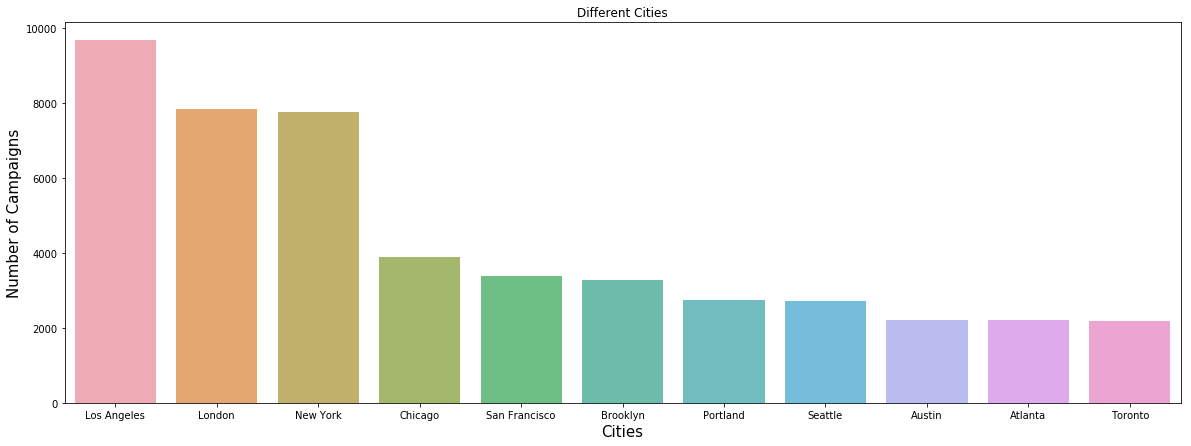 Different Cities
Number of Campaigns
10000
8000
6000
4000
2000
0
Los Angeles London New York Chicago San Francisco Brooklyn Portland Seattle Austin Atlanta Toronto
Cities